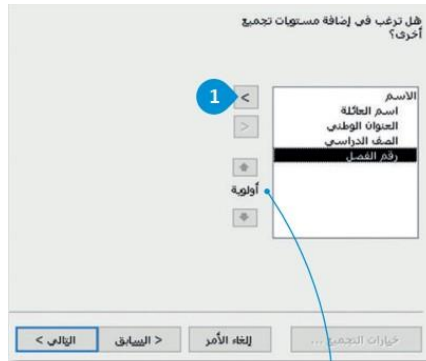 هل ترغب في إضافة مستويات تجميع
أخرى؟
1
<
الاسم
اسم العائلة
العنوان الوطني
الصف الدراسي
رقم الفصل
>
أولوية
خيارات التجميع ...
إلغاء الأمر
< السابق
التالي >